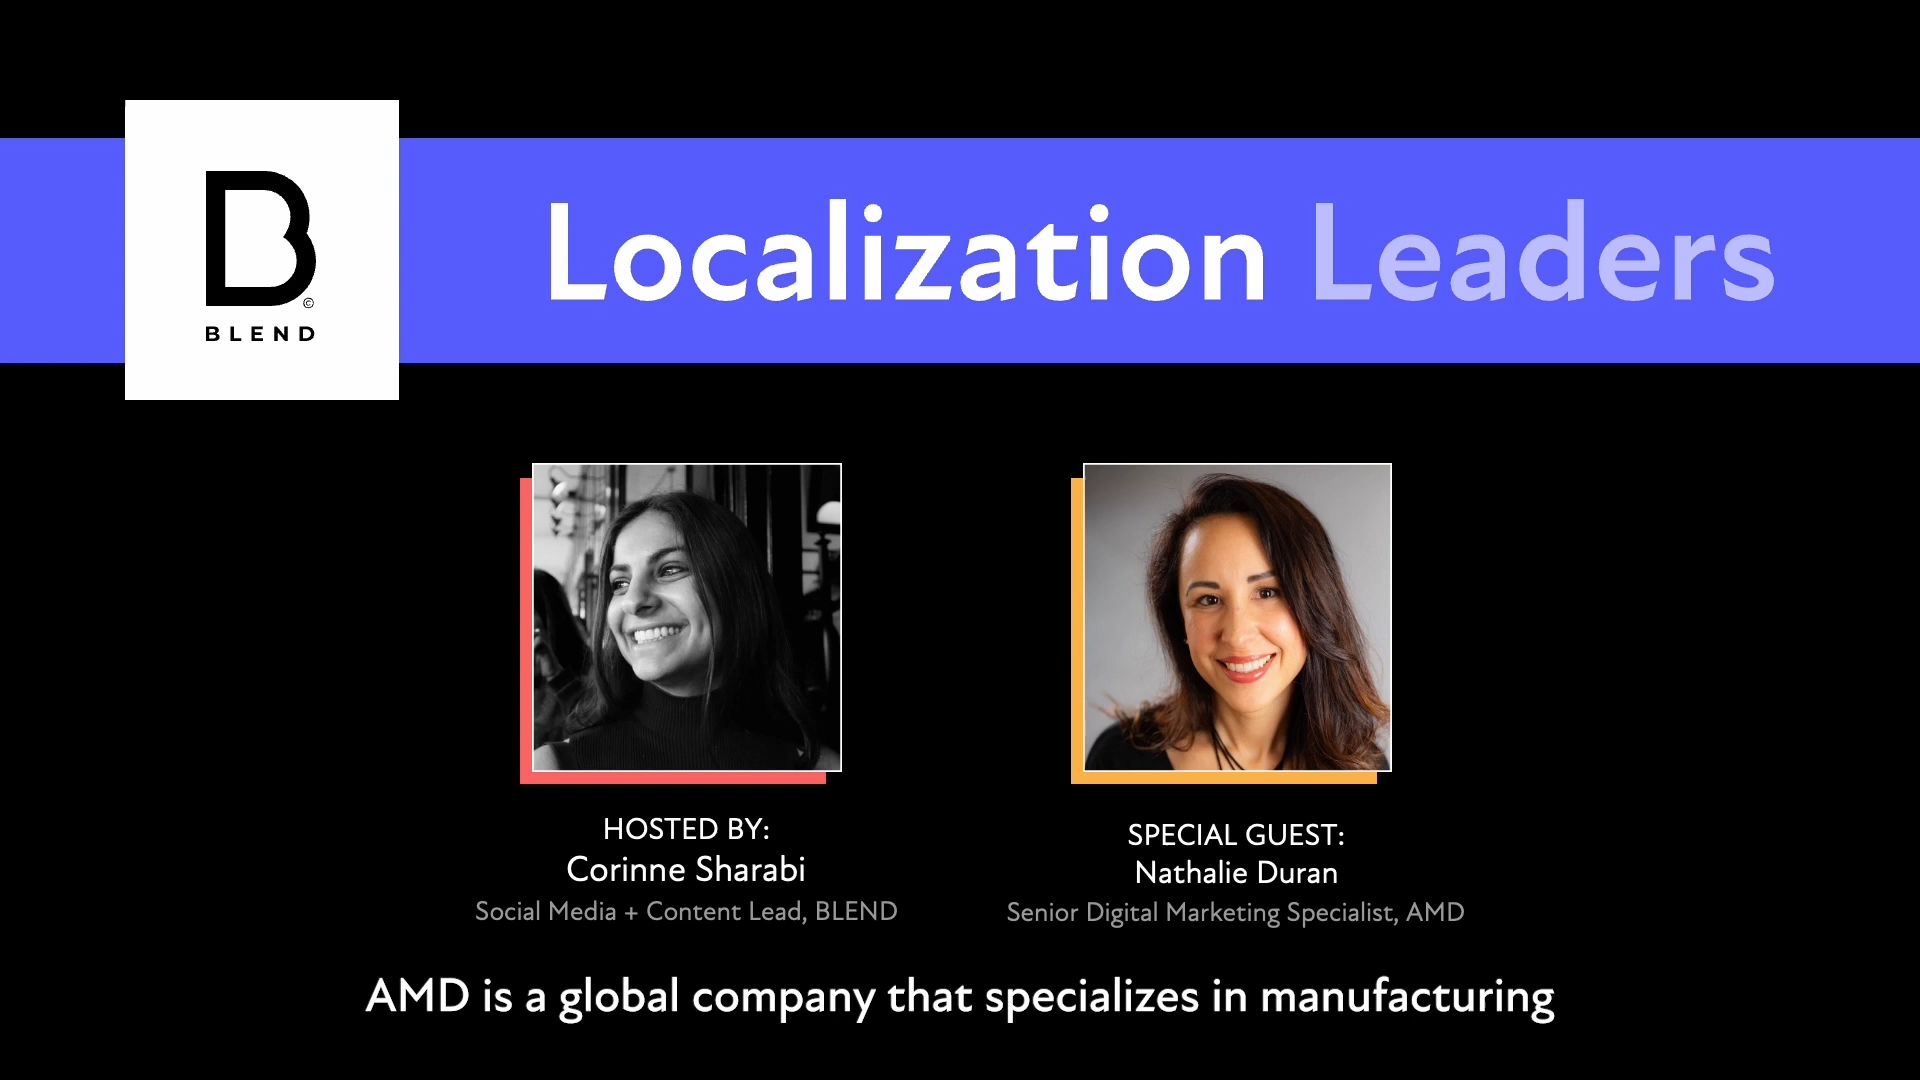 B
©
BLEND
Localization Leaders
HOSTED BY:
Corinne Sharabi
Social Media + Content Lead, BLEND
SPECIAL GUEST:
Nathalie Duran
Senior Digital Marketing Specialist, AMD
AMD is a global company that specializes in manufacturing